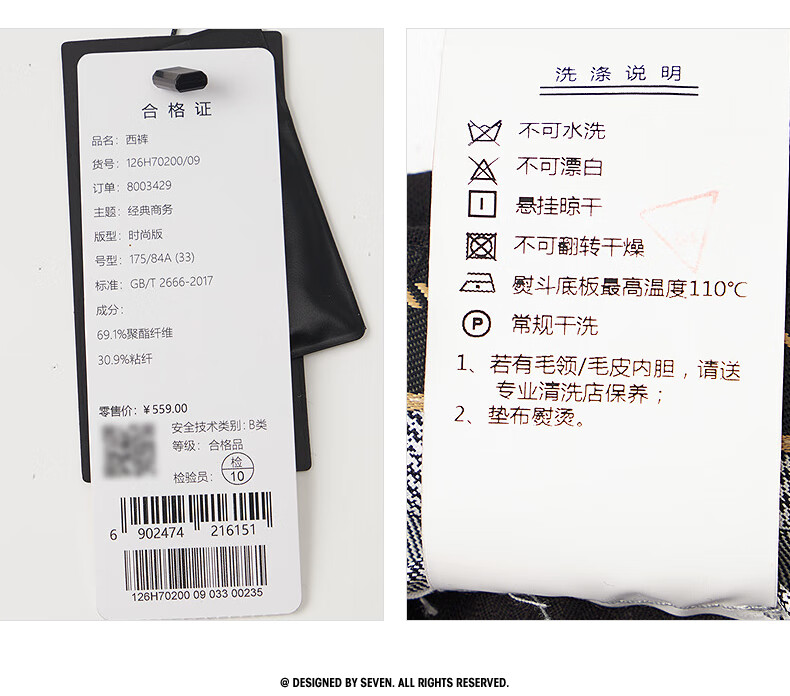 合格证
品名：西裤
货号：126H70200/09
订单：8003429
主题：经典商务
版型：时尚版
号型：175/84A (33)
标准：GB/T 2666-2017
成分：
69.1%聚酯纤维
30.9%粘纤
零售价：￥559.00
安全技术类别：B类
等级：合格品
检验员：检 10
6 902474 216151
126H70200 09 033 00235
洗涤说明
不可水洗
不可漂白
I 悬挂晾干
不可翻转干燥
熨斗底板最高温度110℃
P 常规干洗
1、若有毛领/毛皮内胆，请送
专业清洗店保养；
2、垫布熨烫。
@ DESIGNED BY SEVEN. ALL RIGHTS RESERVED.